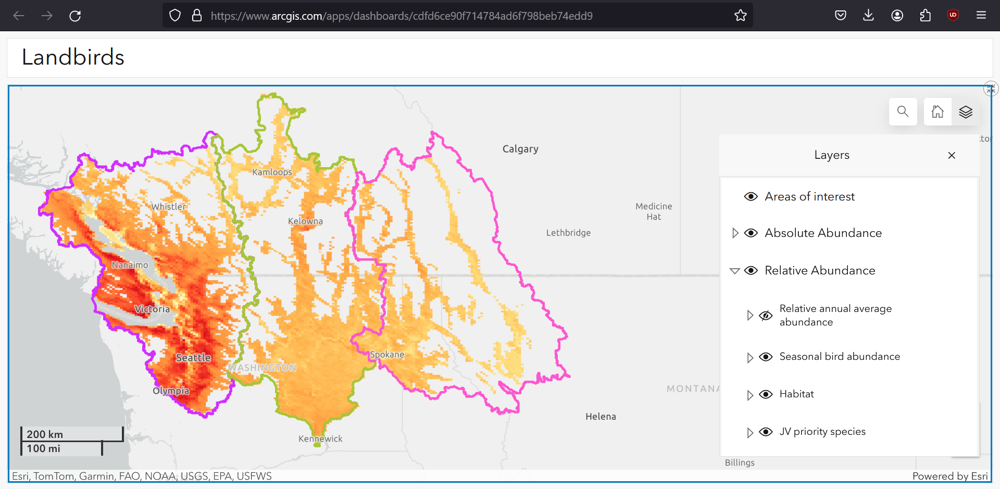 https://www.arcgis.com/apps/dashboards/cdfd6ce90f714784ad6f798beb74edd9
Landbirds
Calgary
Kamloops
Whistler
Kelowna
Medicine
Hat
Lethbridge
Nanaimo
Victoria
Seattle
Spokane
WASHINGTON
Olympia
MONTANA
Helena
Kennewick
Billings
Layers
Areas of interest
Absolute Abundance
Relative Abundance
Relative annual average
abundance
Seasonal bird abundance
Habitat
JV priority species
200 km
100 mi
Esri, TomTom, Garmin, FAO, NOAA, USGS, EPA, USFWS
Powered by Esri